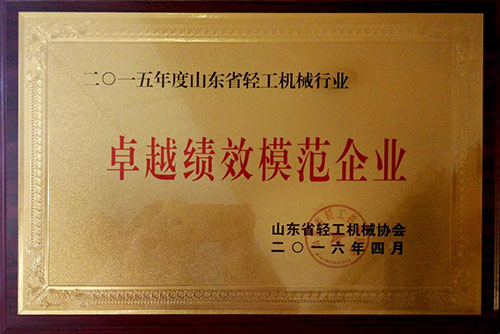 二〇一五年度山东省轻工机械行业
卓越绩效模范企业
山东省轻工机械协会
二〇一六年四月